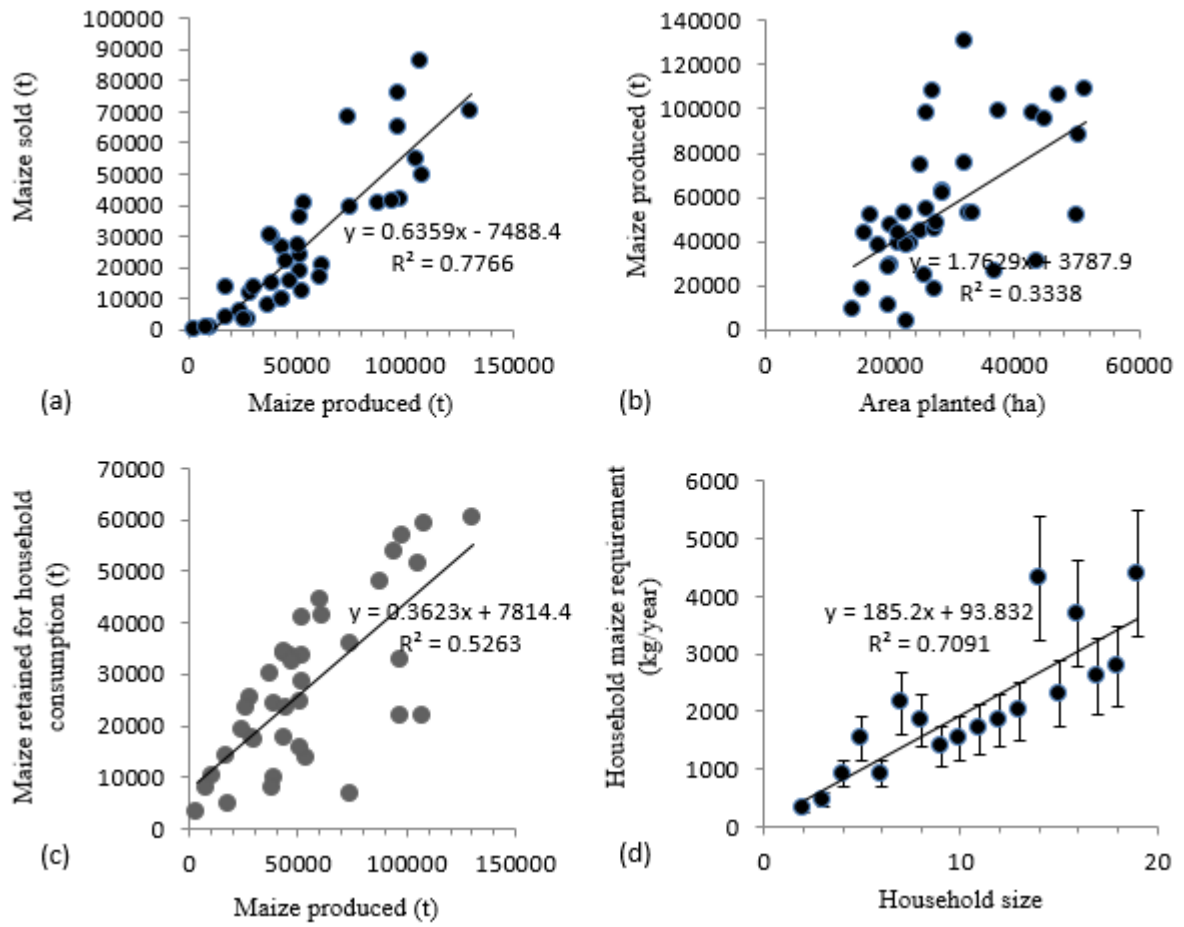 100000
90000
80000
70000
60000
50000
40000
30000
20000
10000
0
Maize sold (t)
y = 0.6359x - 7488.4
R² = 0.7766
0 50000 100000 150000
Maize produced (t)
(a)
140000
120000
100000
80000
60000
40000
20000
0
Maize produced (t)
y = 1.7629x + 3787.9
R² = 0.3338
0 20000 40000 60000
Area planted (ha)
(b)
70000
60000
50000
40000
30000
20000
10000
0
Maize retained for household
consumption (t)
y = 0.3623x + 7814.4
R² = 0.5263
0 50000 100000 150000
Maize produced (t)
(c)
6000
5000
4000
3000
2000
1000
0
Household maize requirement
(kg/year)
y = 185.2x + 93.832
R² = 0.7091
0 10 20
Household size
(d)